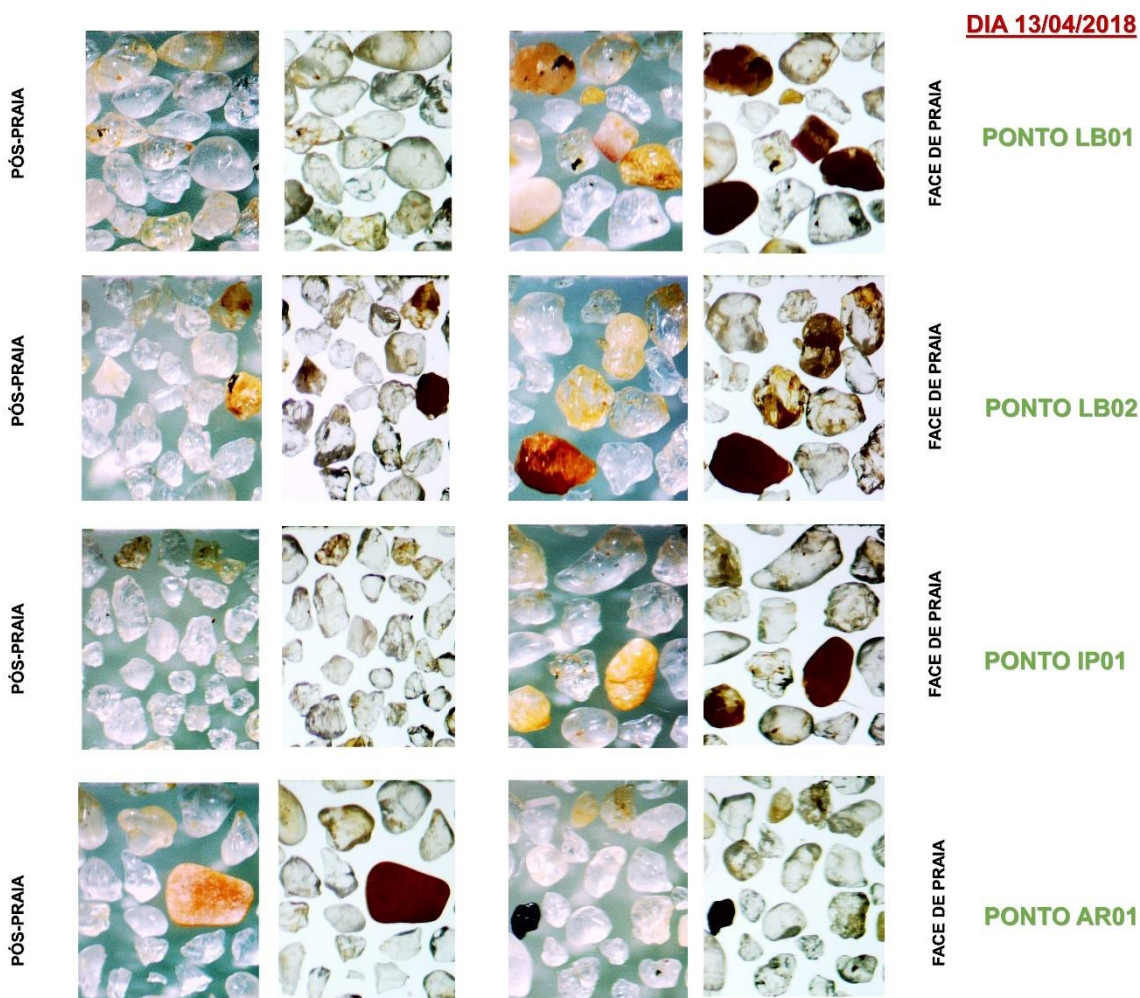 DIA 13/04/2018
PÓS-PRAIA
FACE DE PRAIA
PONTO LB01
PÓS-PRAIA
FACE DE PRAIA
PONTO LB02
PÓS-PRAIA
FACE DE PRAIA
PONTO IP01
PÓS-PRAIA
FACE DE PRAIA
PONTO AR01